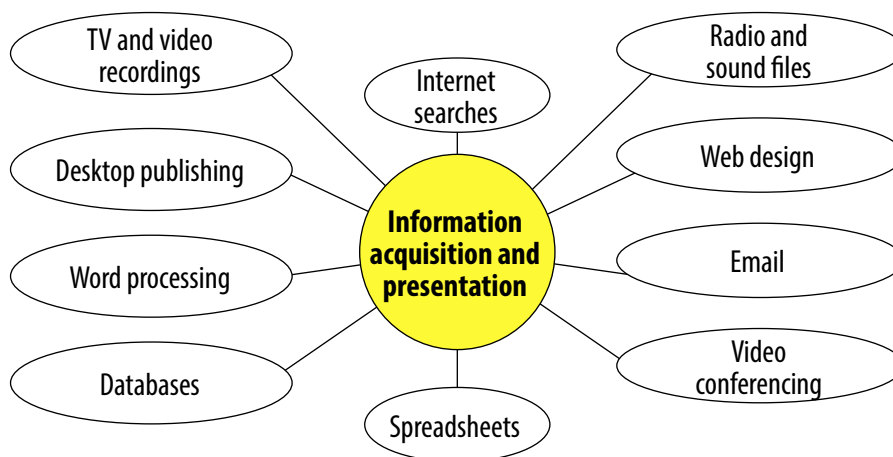 TV and video
recordings
Internet
searches
Radio and
sound files
Desktop publishing
Web design
Information
acquisition and
presentation
Word processing
Email
Databases
Video
conferencing
Spreadsheets